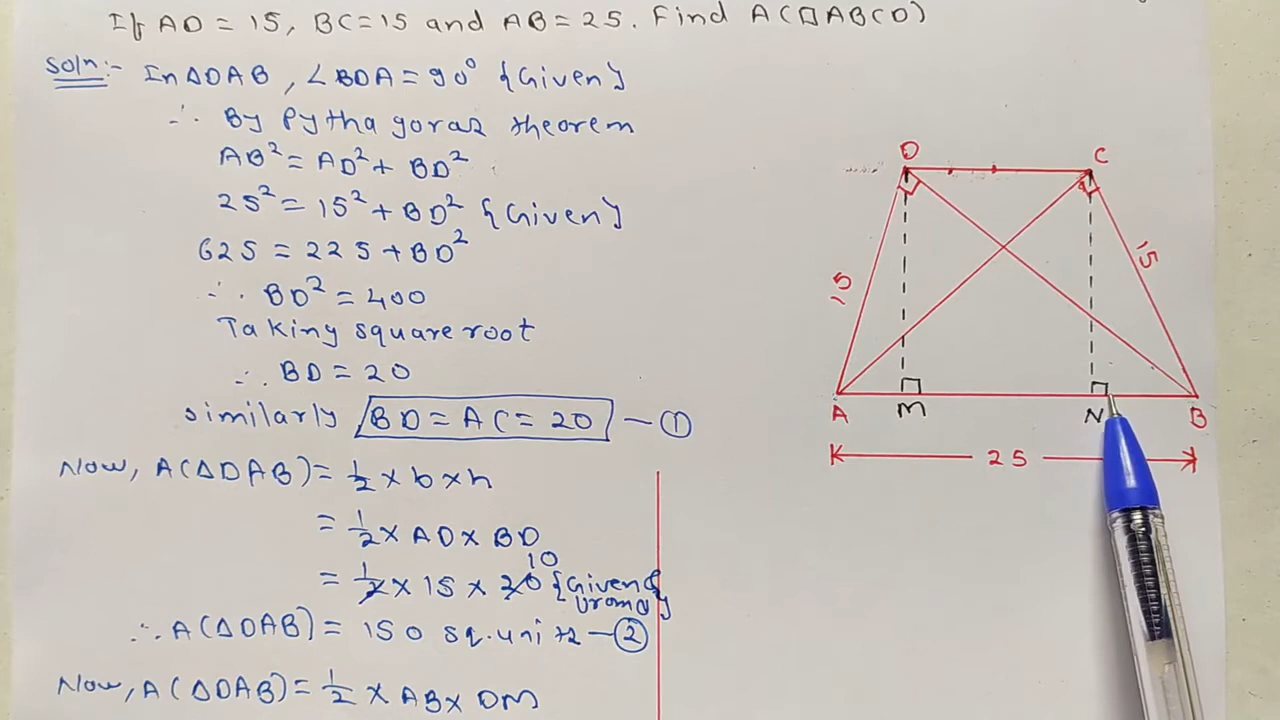 If AD = 15, BC = 15 and AB = 25. Find A(□ABCD)
Soln:- In ΔDAB, ∠BDA = 90° {Given}
∴ By Pythagoras theorem
AB² = AD² + BD²
25² = 15² + BD² {Given}
625 = 225 + BD²
∴ BD² = 400
Taking square root
∴ BD = 20
similarly BD = AC = 20 — ①
Now, A(ΔDAB) = 1/2 × b × h
= 1/2 × AD × BD
10
= 1/2 × 15 × 20 {Given &
from ①}
∴ A(ΔDAB) = 150 sq.units — ②
Now, A(ΔDAB) = 1/2 × AB × DM
D C
15 15
A M N B
25